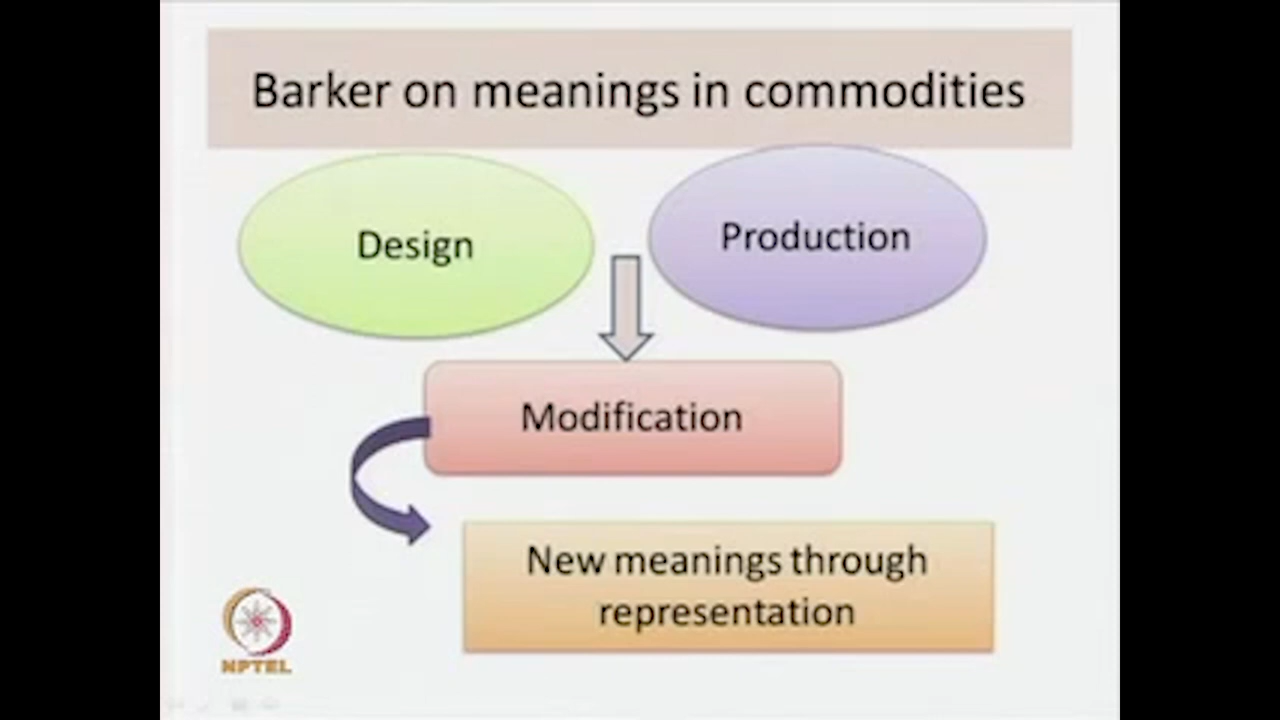 Barker on meanings in commodities
Design
Production
Modification
New meanings through
representation
NPTEL